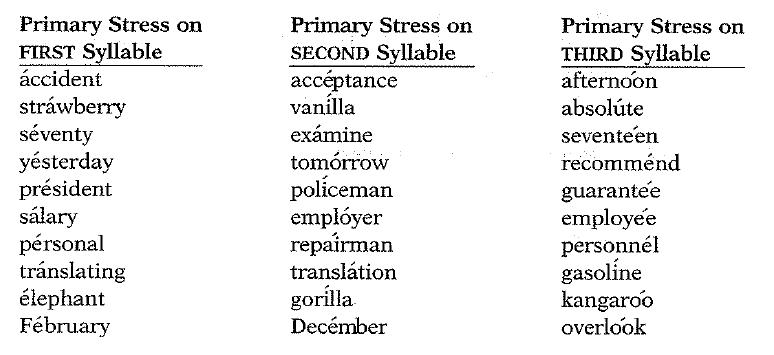 Primary Stress on Primary Stress on Primary Stress on
FIRST Syllable SECOND Syllable THIRD Syllable
áccident accéptance afternóon
stráwberry vanílla absolúte
séventy exámine seventéen
yésterday tomórrow recomménd
président políceman guarantée
sálary emplóyer employée
pérsonal repáirman personnél
tránslating translátion gasolíne
élephant gorílla kangaróo
Fébruary Decémber overlóok